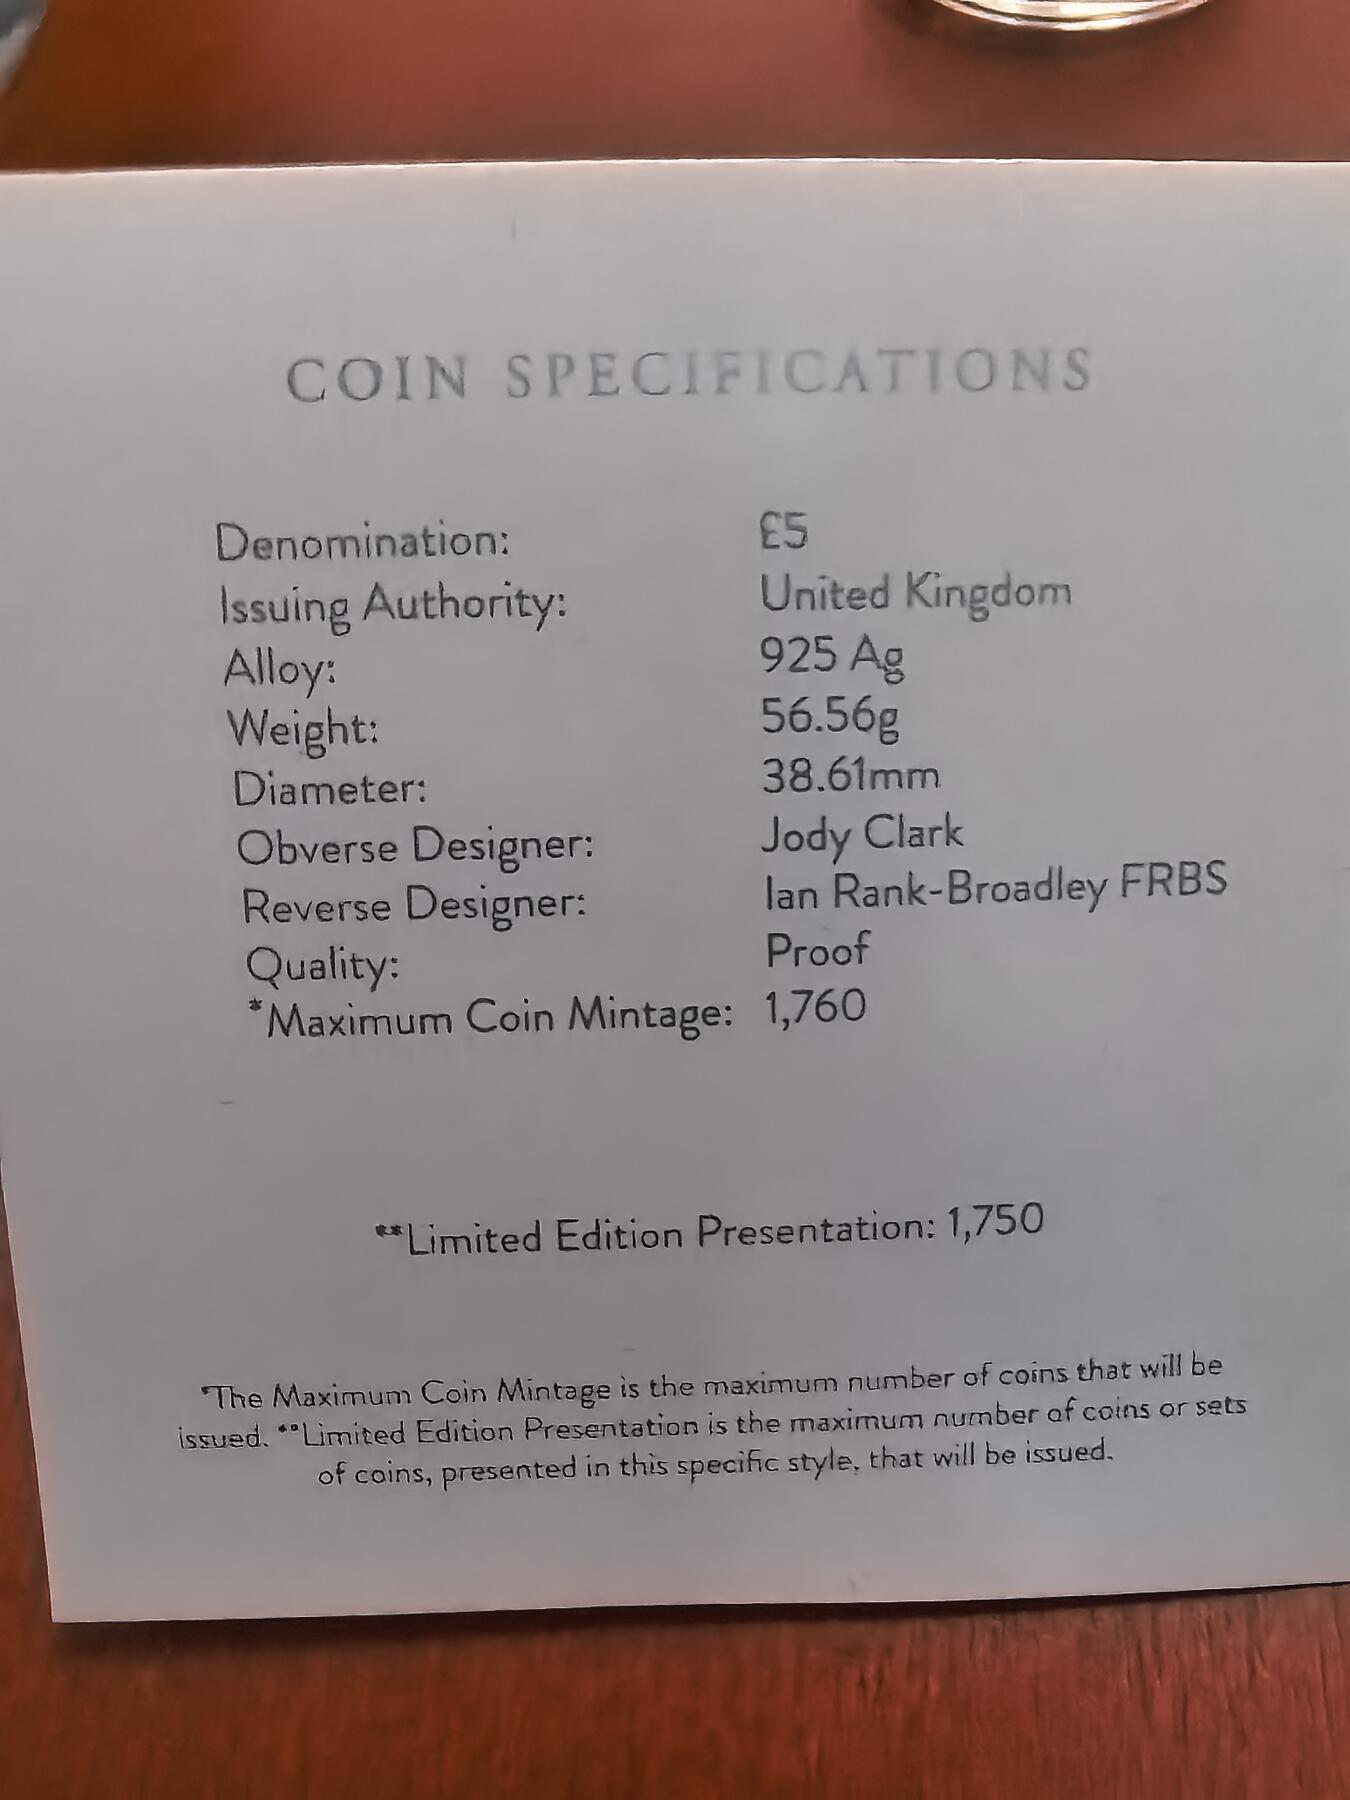 COIN SPECIFICATIONS
Denomination: £5
Issuing Authority: United Kingdom
Alloy: 925 Ag
Weight: 56.56g
Diameter: 38.61mm
Obverse Designer: Jody Clark
Reverse Designer: Ian Rank-Broadley FRBS
Quality: Proof
*Maximum Coin Mintage: 1,760
**Limited Edition Presentation: 1,750
*The Maximum Coin Mintage is the maximum number of coins that will be
issued. **Limited Edition Presentation is the maximum number of coins or sets
of coins, presented in this specific style, that will be issued.